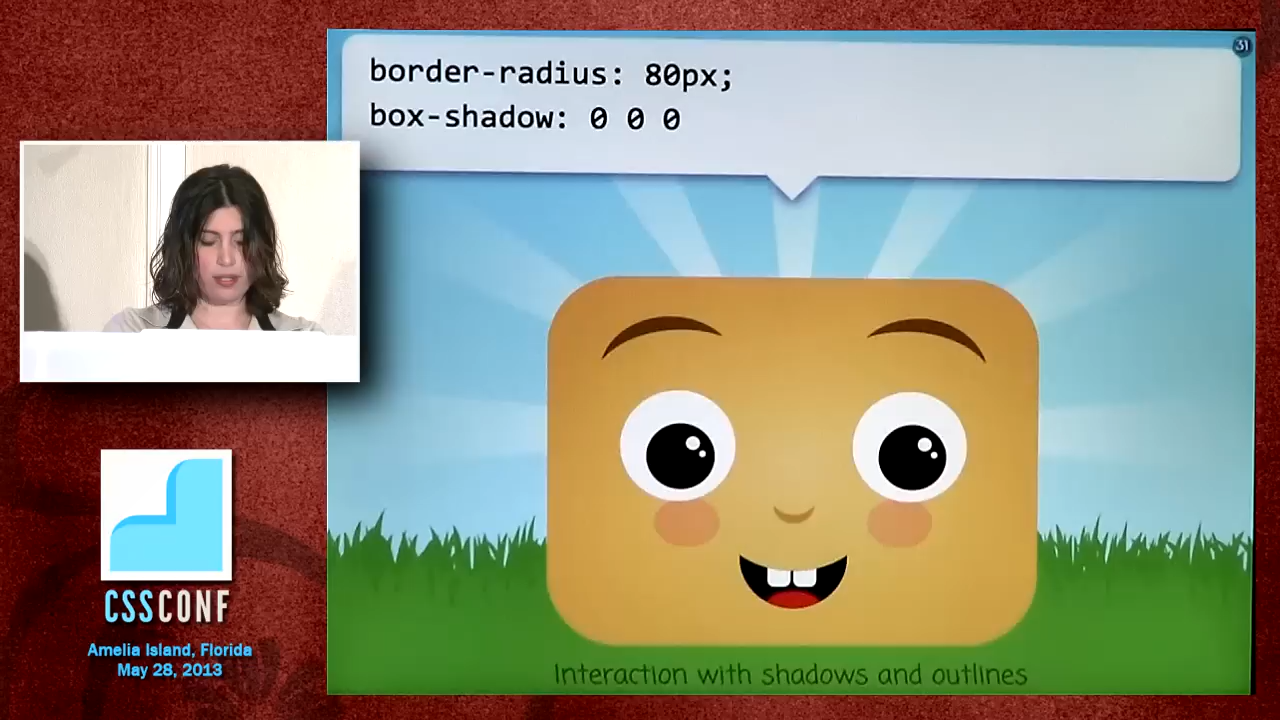 31
border-radius: 80px;
box-shadow: 0 0 0
Interaction with shadows and outlines
CSSCONF
Amelia Island, Florida
May 28, 2013